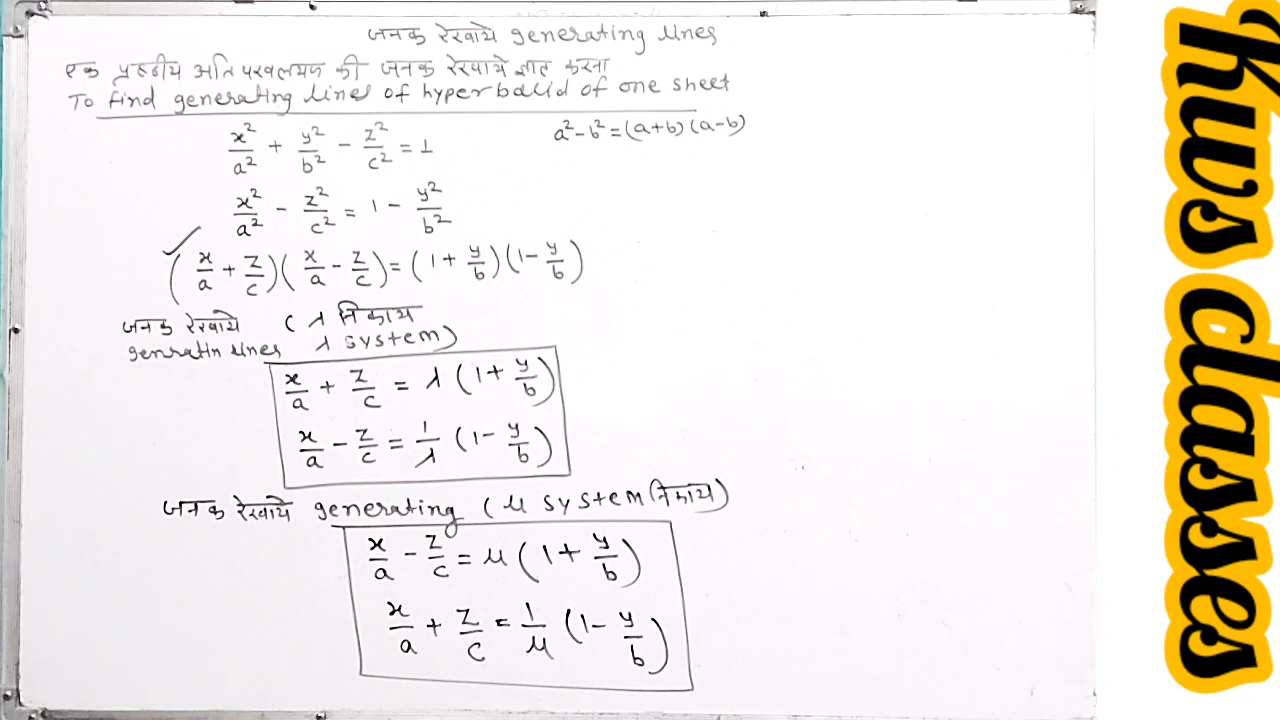 जनक रेखाये generating lines
एक पृष्ठीय अतिपरवलयज की जनक रेखाये ज्ञात करना
To find generating lines of hyperboloid of one sheet
x²/a² + y²/b² - z²/c² = 1
a²-b²=(a+b)(a-b)
x²/a² - z²/c² = 1 - y²/b²
✓ (x/a + z/c)(x/a - z/c) = (1 + y/b)(1 - y/b)
जनक रेखाये (λ निकाय
genratin lines λ system)
x/a + z/c = λ(1 + y/b)
x/a - z/c = 1/λ (1 - y/b)
जनक रेखाये generating (μ system निकाय)
x/a - z/c = μ(1 + y/b)
x/a + z/c = 1/μ (1 - y/b)
kws classes